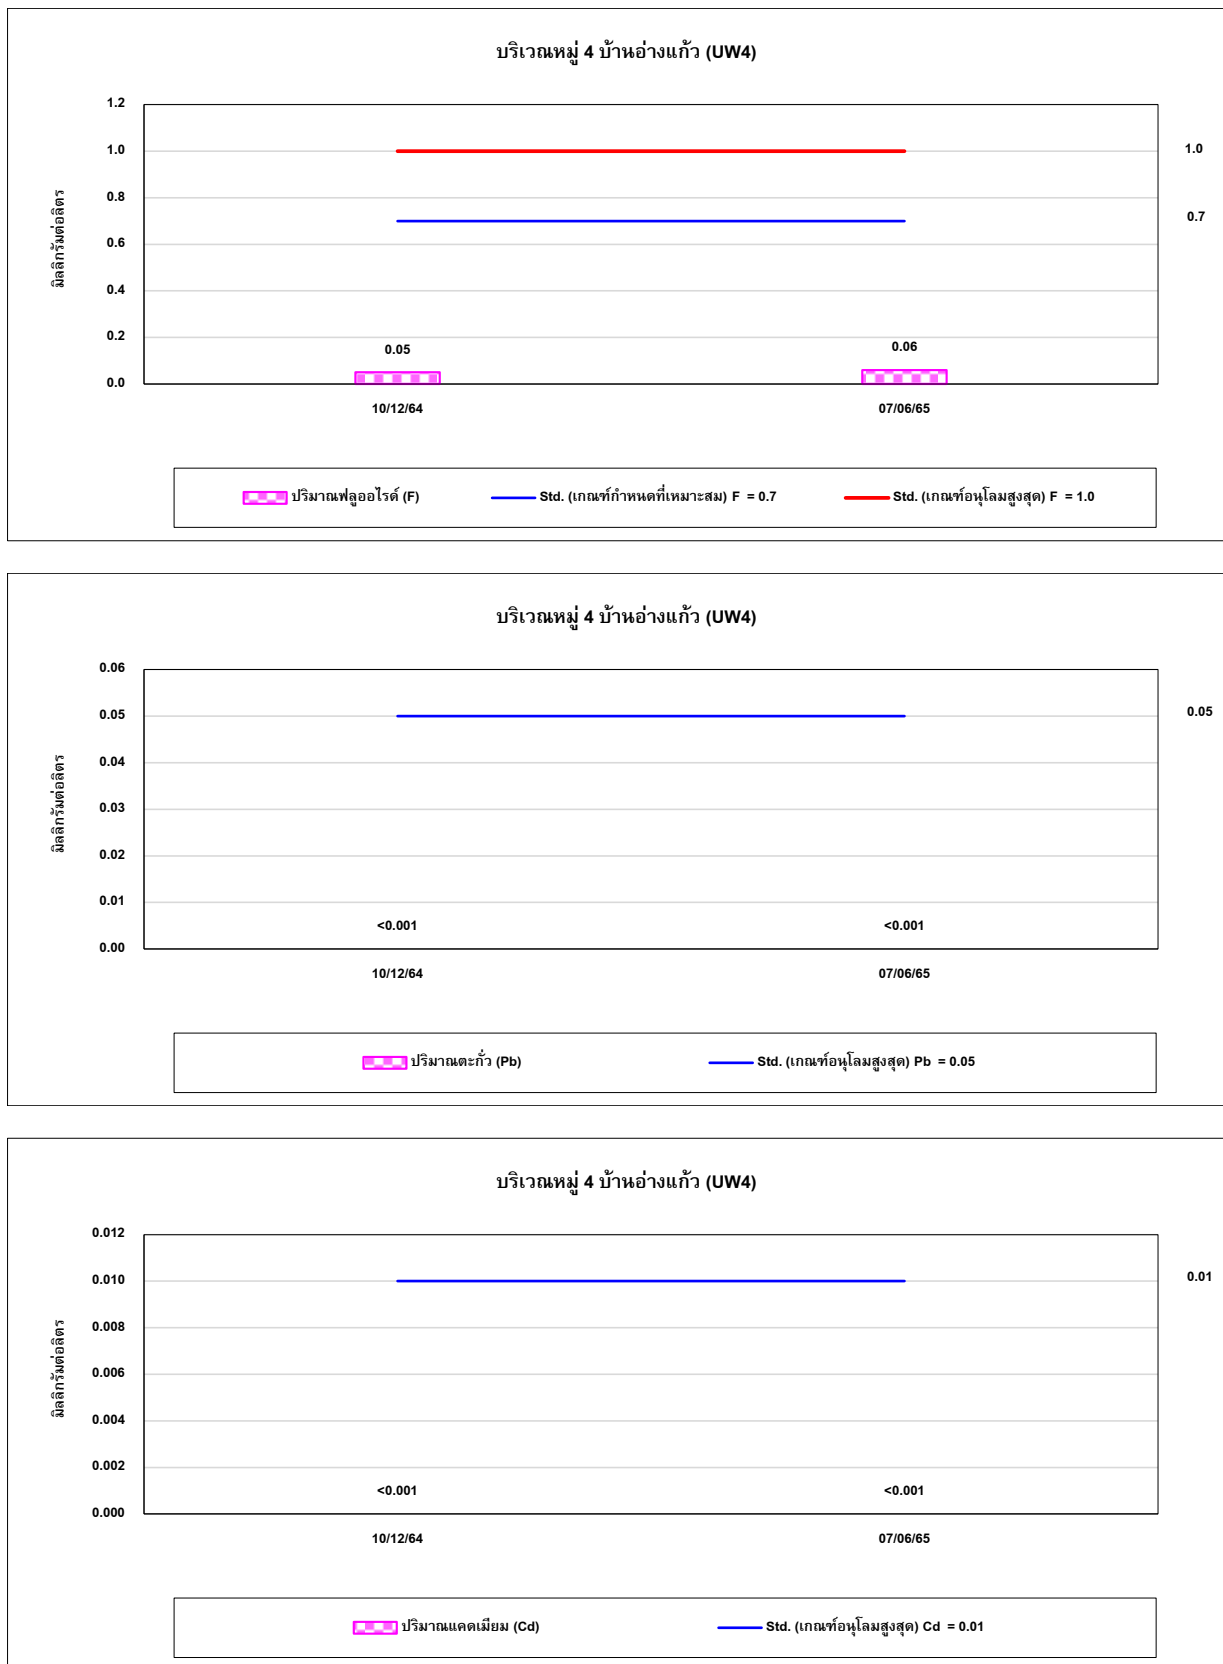 บริเวณหมู่ 4 บ้านอ่างแก้ว (UW4)
มิลลิกรัมต่อลิตร
1.2
1.0
0.8
0.6
0.4
0.2
0.0
1.0
0.7
0.05
0.06
10/12/64
07/06/65
ปริมาณฟลูออไรด์ (F)
Std. (เกณฑ์กำหนดที่เหมาะสม) F = 0.7
Std. (เกณฑ์อนุโลมสูงสุด) F = 1.0
บริเวณหมู่ 4 บ้านอ่างแก้ว (UW4)
มิลลิกรัมต่อลิตร
0.06
0.05
0.04
0.03
0.02
0.01
0.00
0.05
<0.001
<0.001
10/12/64
07/06/65
ปริมาณตะกั่ว (Pb)
Std. (เกณฑ์อนุโลมสูงสุด) Pb = 0.05
บริเวณหมู่ 4 บ้านอ่างแก้ว (UW4)
มิลลิกรัมต่อลิตร
0.012
0.010
0.008
0.006
0.004
0.002
0.000
0.01
<0.001
<0.001
10/12/64
07/06/65
ปริมาณแคดเมียม (Cd)
Std. (เกณฑ์อนุโลมสูงสุด) Cd = 0.01